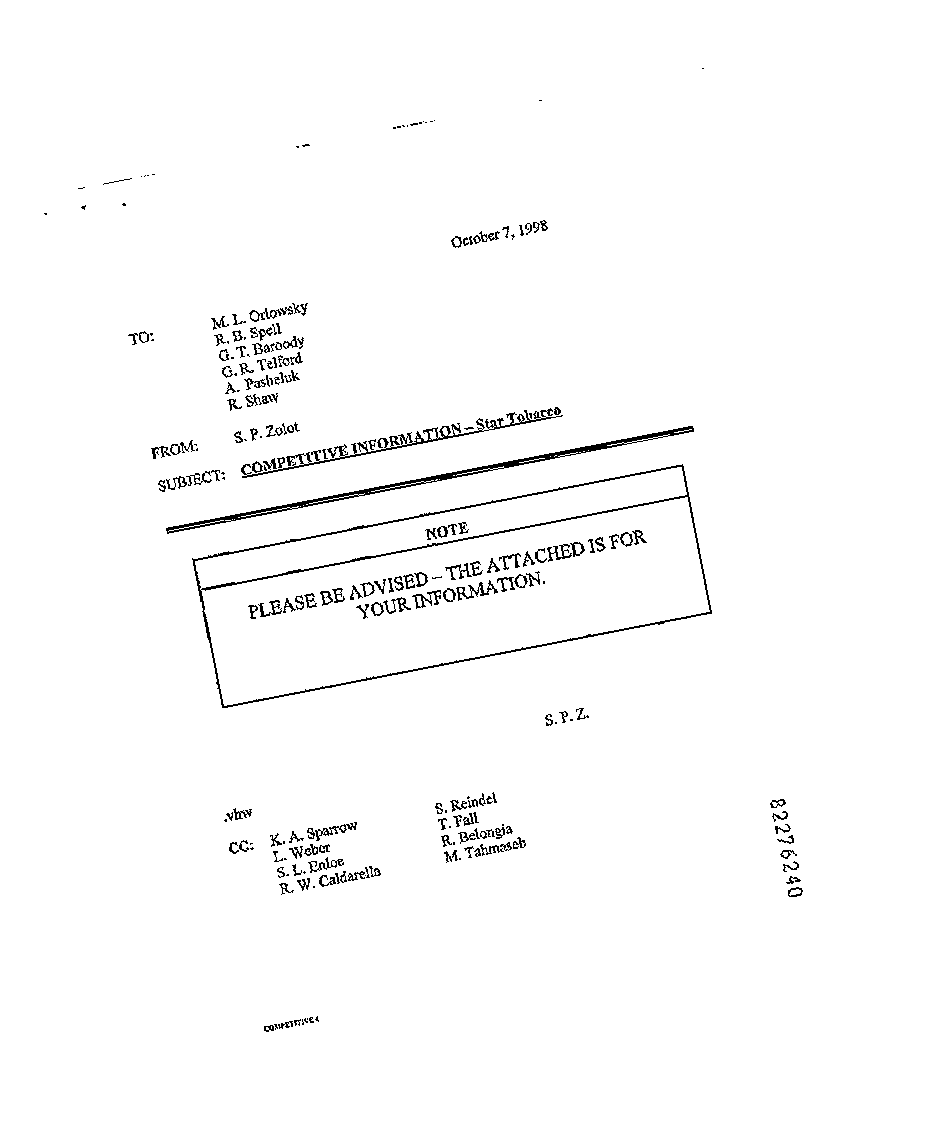 October 7, 1998
TO: M. L. Orlowsky
R. B. Spell
G. T. Baroody
G. R. Telford
A. Pasheluk
R. Shaw
FROM: S. P. Zolot
SUBJECT: COMPETITIVE INFORMATION – Star Tobacco
NOTE
PLEASE BE ADVISED – THE ATTACHED IS FOR
YOUR INFORMATION.
S. P. Z.
.vhw
CC: K. A. Sparrow
L. Weber
S. L. Enloe
R. W. Caldarella
S. Reindel
T. Fall
R. Belongia
M. Tahmaseb
82276240
COMPETITIVE4